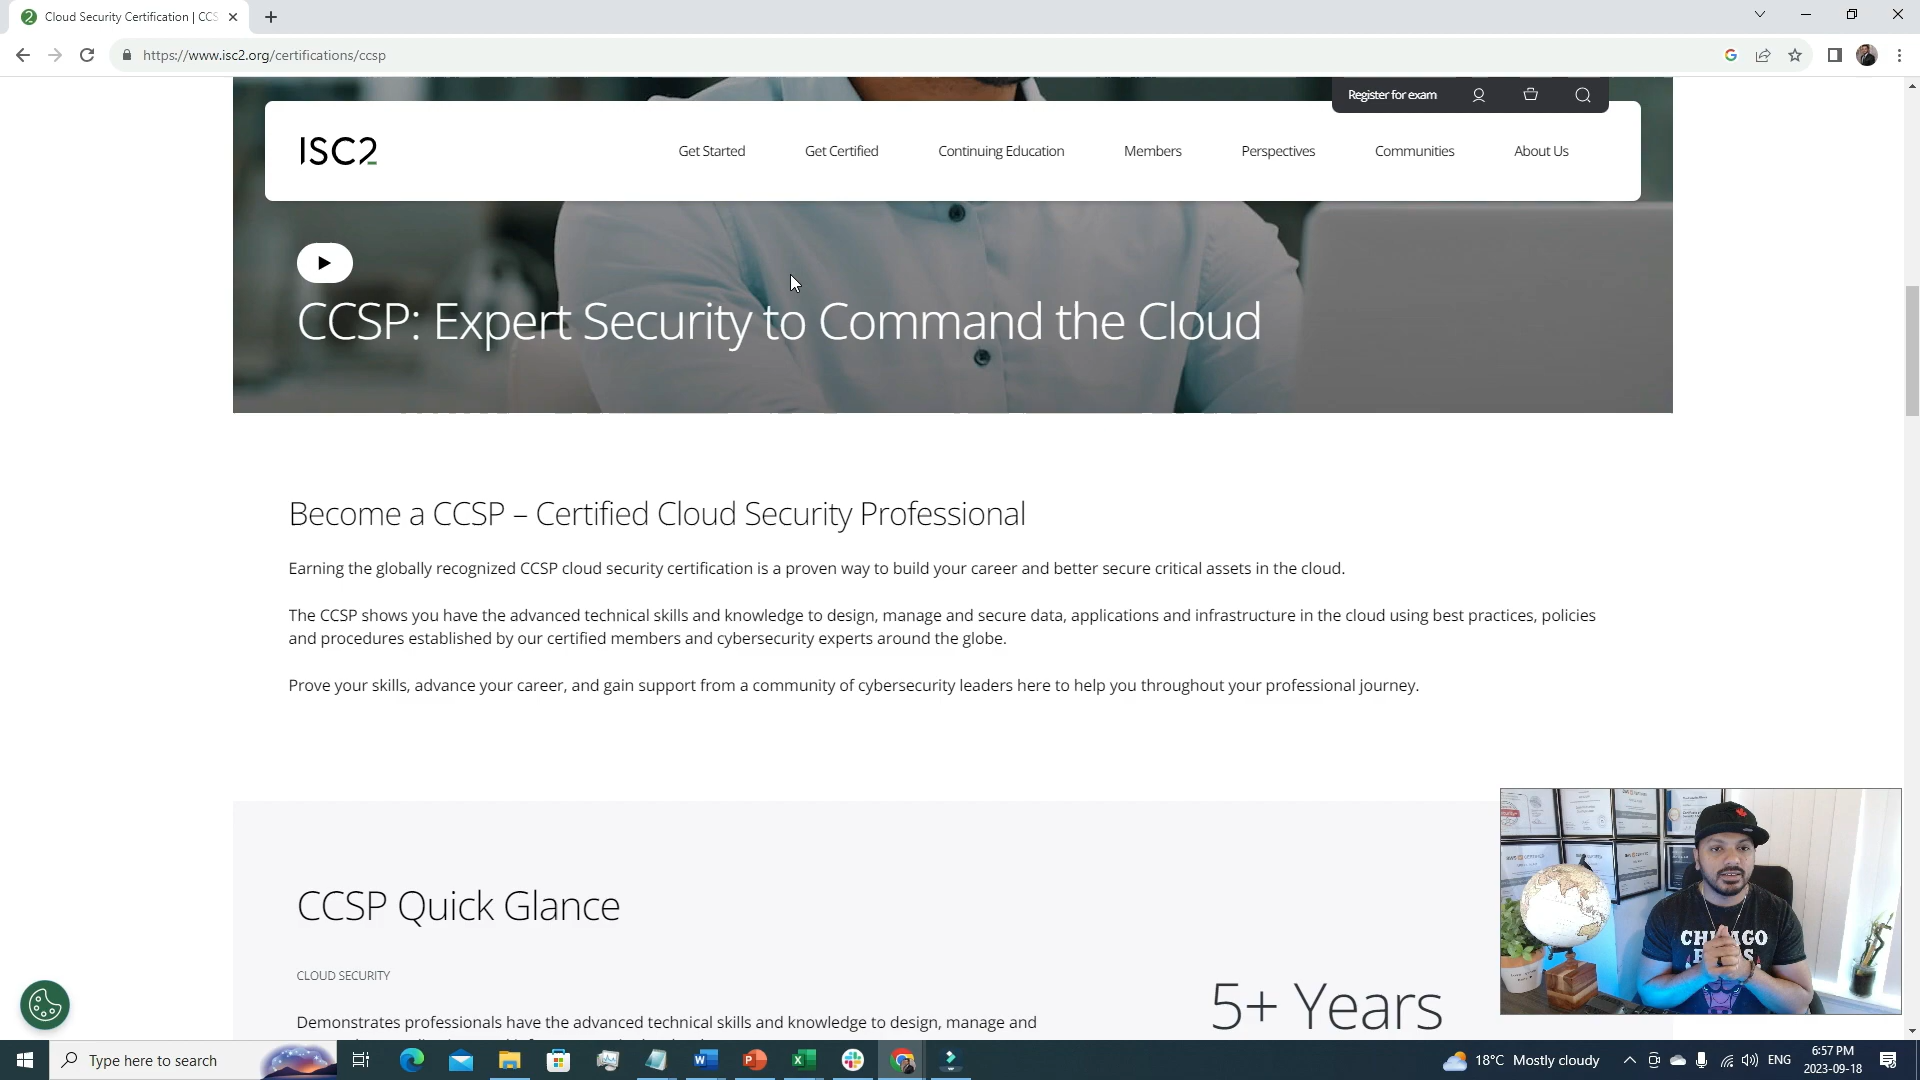 Cloud Security Certification | CCS
https://www.isc2.org/certifications/ccsp
Register for exam
ISC2
Get Started
Get Certified
Continuing Education
Members
Perspectives
Communities
About Us
CCSP: Expert Security to Command the Cloud
Become a CCSP – Certified Cloud Security Professional
Earning the globally recognized CCSP cloud security certification is a proven way to build your career and better secure critical assets in the cloud.
The CCSP shows you have the advanced technical skills and knowledge to design, manage and secure data, applications and infrastructure in the cloud using best practices, policies
and procedures established by our certified members and cybersecurity experts around the globe.
Prove your skills, advance your career, and gain support from a community of cybersecurity leaders here to help you throughout your professional journey.
CCSP Quick Glance
CLOUD SECURITY
5+ Years
Demonstrates professionals have the advanced technical skills and knowledge to design, manage and
Type here to search
18°C Mostly cloudy
ENG
6:57 PM
2023-09-18